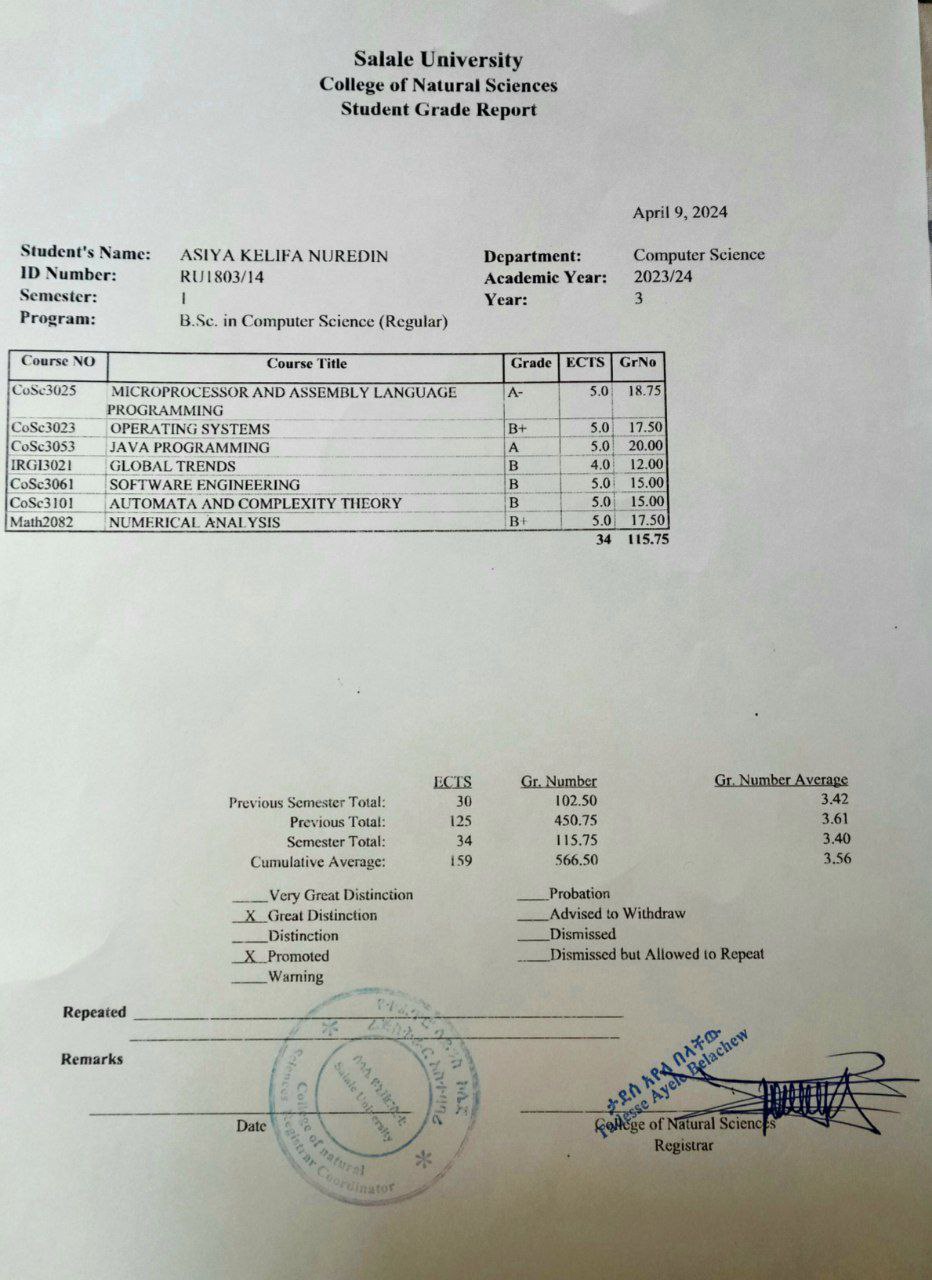 Salale University
College of Natural Sciences
Student Grade Report
April 9, 2024
Student's Name: ASIYA KELIFA NUREDIN Department: Computer Science
ID Number: RU1803/14 Academic Year: 2023/24
Semester: I Year: 3
Program: B.Sc. in Computer Science (Regular)
Course NO Course Title Grade ECTS GrNo
CoSc3025 MICROPROCESSOR AND ASSEMBLY LANGUAGE A- 5.0 18.75
PROGRAMMING
CoSc3023 OPERATING SYSTEMS B+ 5.0 17.50
CoSc3053 JAVA PROGRAMMING A 5.0 20.00
IRGI3021 GLOBAL TRENDS B 4.0 12.00
CoSc3061 SOFTWARE ENGINEERING B 5.0 15.00
CoSc3101 AUTOMATA AND COMPLEXITY THEORY B 5.0 15.00
Math2082 NUMERICAL ANALYSIS B+ 5.0 17.50
34 115.75
ECTS Gr. Number Gr. Number Average
Previous Semester Total: 30 102.50 3.42
Previous Total: 125 450.75 3.61
Semester Total: 34 115.75 3.40
Cumulative Average: 159 566.50 3.56
____Very Great Distinction ____Probation
_X_Great Distinction ____Advised to Withdraw
____Distinction ____Dismissed
_X_Promoted ____Dismissed but Allowed to Repeat
____Warning
Repeated
Remarks
ሰላሌ ዩኒቨርሲቲ
Salale University
College of natural
Sciences Registrar Coordinator
ታደሰ አየለ በላቸው
Tadesse Ayele Belachew
Date College of Natural Sciences
Registrar